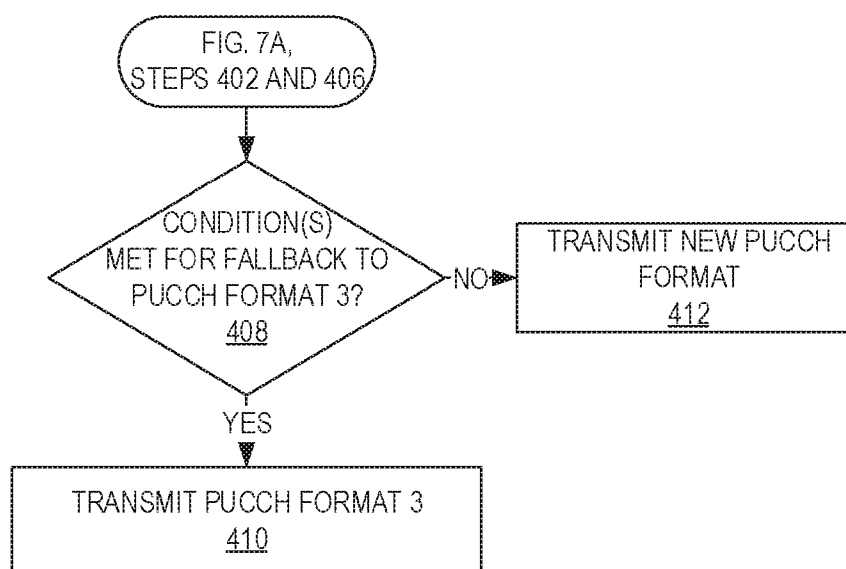 FIG. 7A,
STEPS 402 AND 406
CONDITION(S)
MET FOR FALLBACK TO
PUCCH FORMAT 3?
408
NO
TRANSMIT NEW PUCCH
FORMAT
412
YES
TRANSMIT PUCCH FORMAT 3
410